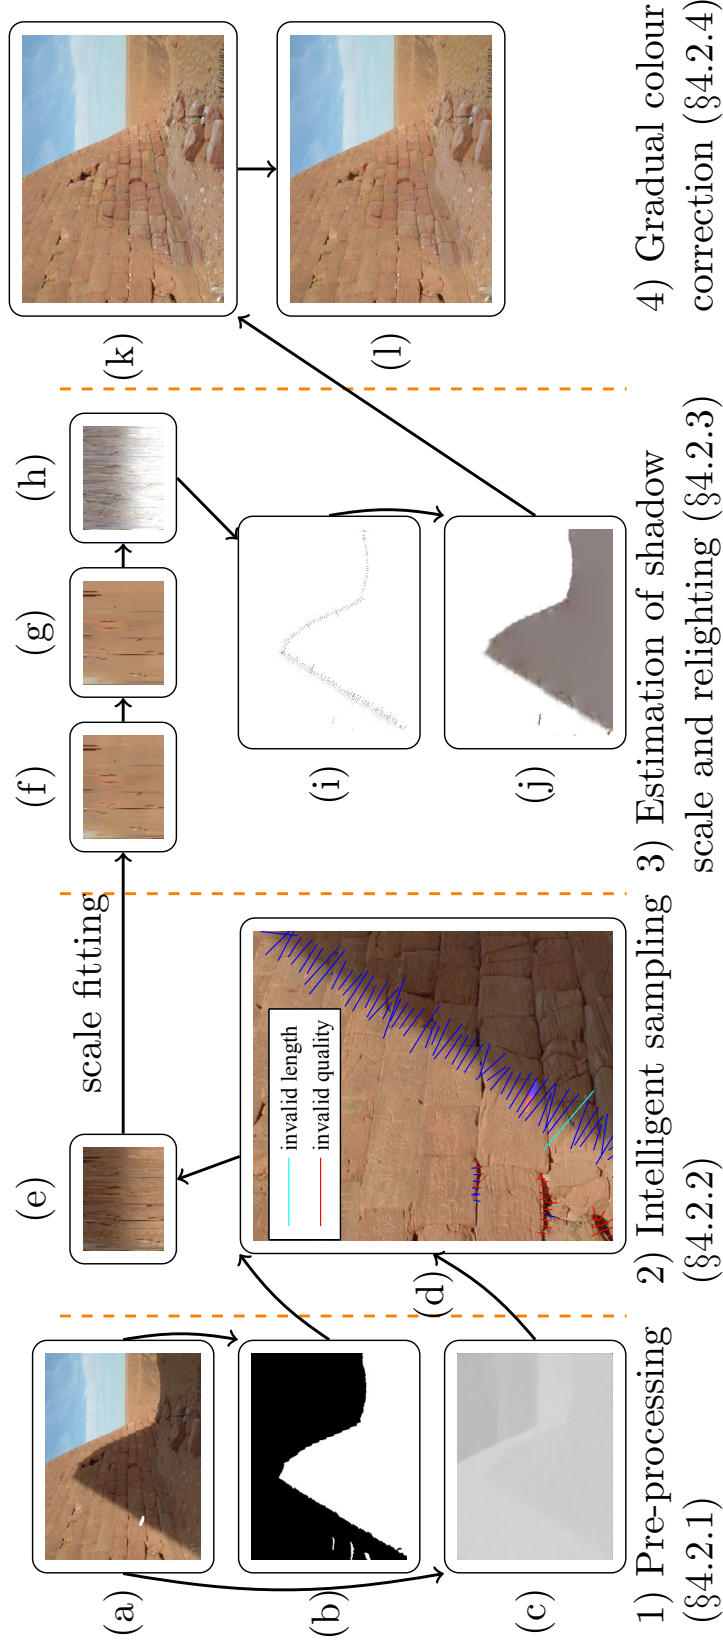 (a)
(b)
(c)
1) Pre-processing
(§4.2.1)
(d)
invalid length
invalid quality
(e)
2) Intelligent sampling
(§4.2.2)
scale fitting
(f)
(g)
(h)
(i)
(j)
3) Estimation of shadow
scale and relighting (§4.2.3)
(k)
(l)
4) Gradual colour
correction (§4.2.4)